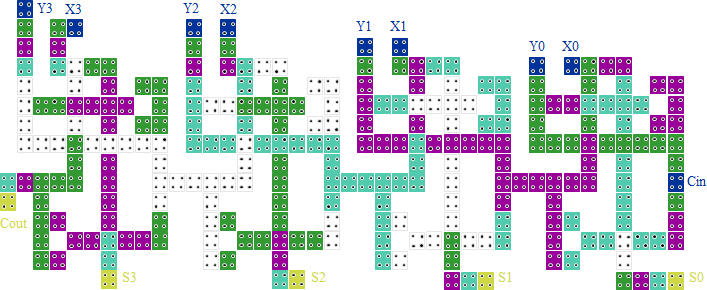 Y3 X3 Y2 X2 Y1 X1 Y0 X0
Cin
Cout
S3 S2 S1 S0